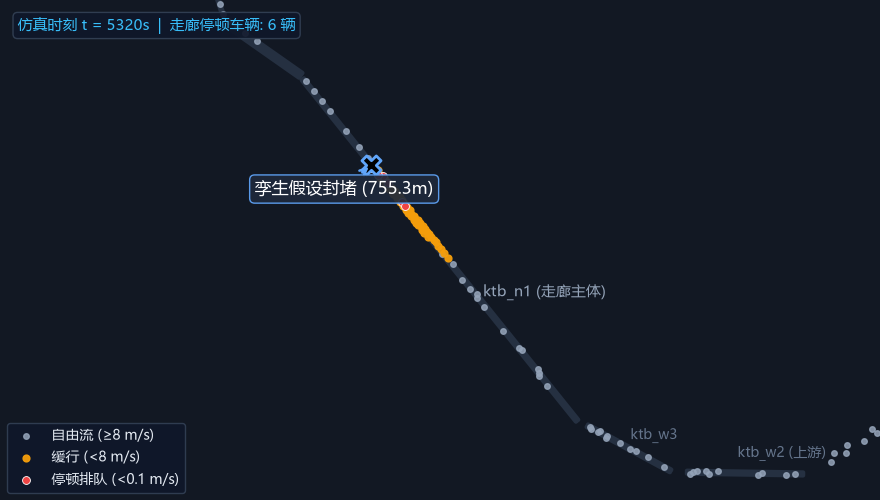 仿真时刻 t = 5320s | 走廊停顿车辆: 6 辆
孪生假设封堵 (755.3m)
ktb_n1 (走廊主体)
ktb_w3
ktb_w2 (上游)
自由流 (≥8 m/s)
缓行 (<8 m/s)
停顿排队 (<0.1 m/s)